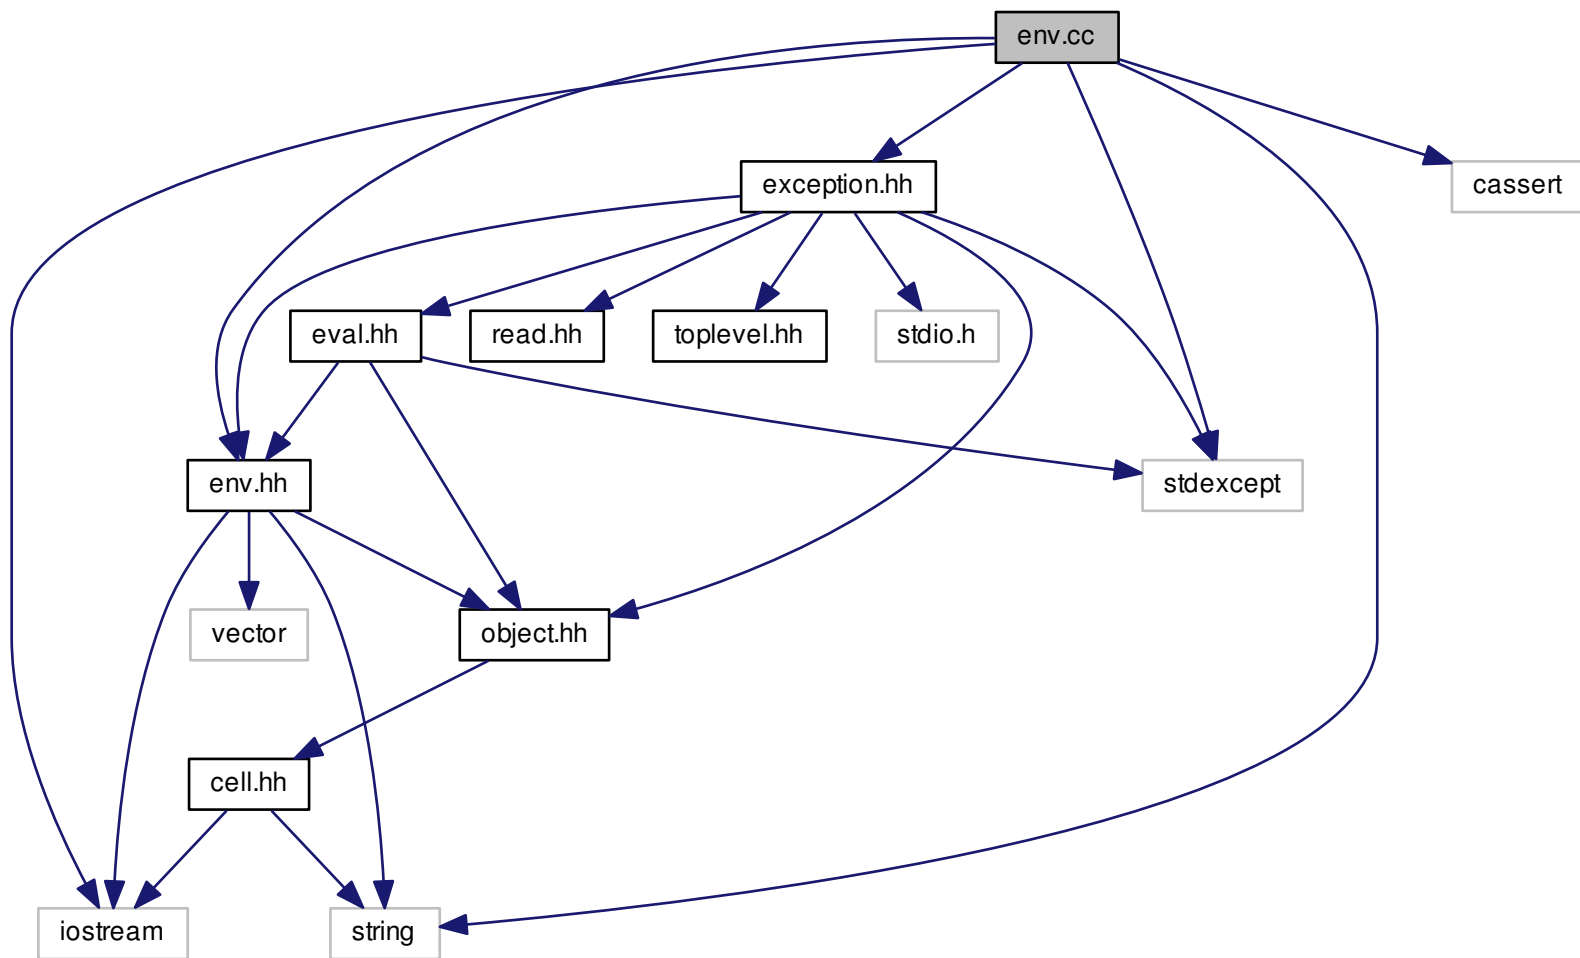 env.cc
exception.hh
cassert
eval.hh
read.hh
toplevel.hh
stdio.h
env.hh
stdexcept
vector
object.hh
cell.hh
iostream
string